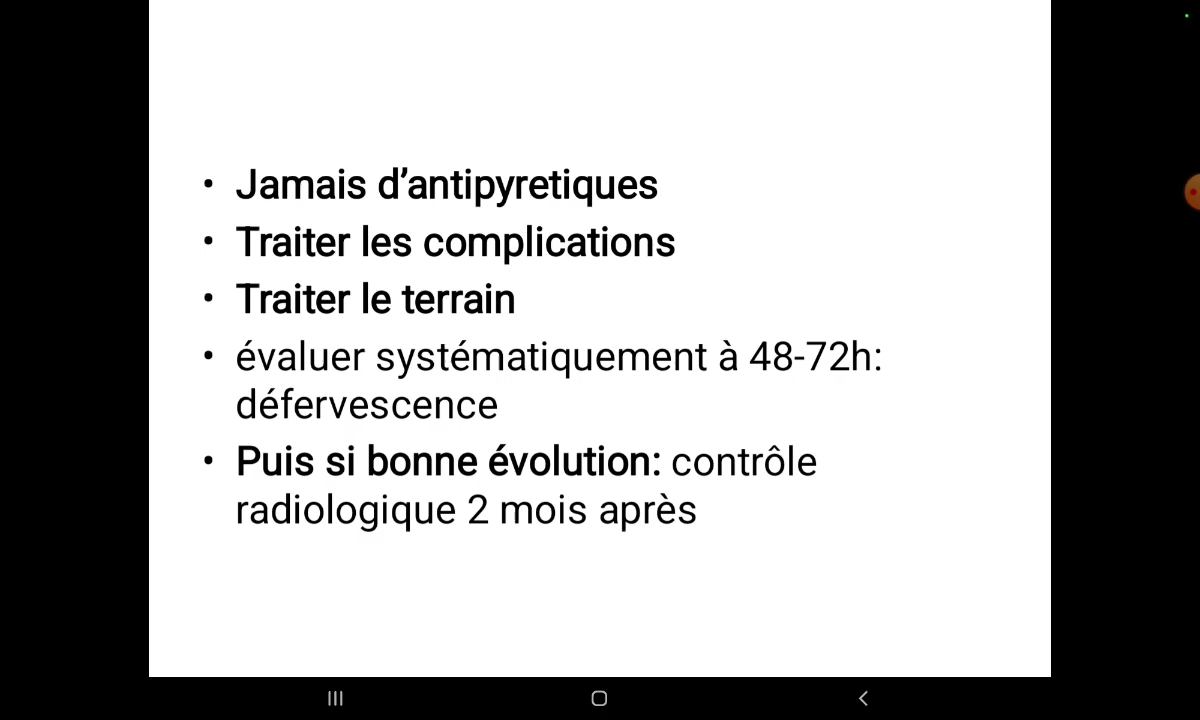 • Jamais d’antipyretiques
• Traiter les complications
• Traiter le terrain
• évaluer systématiquement à 48-72h:
défervescence
• Puis si bonne évolution: contrôle
radiologique 2 mois après